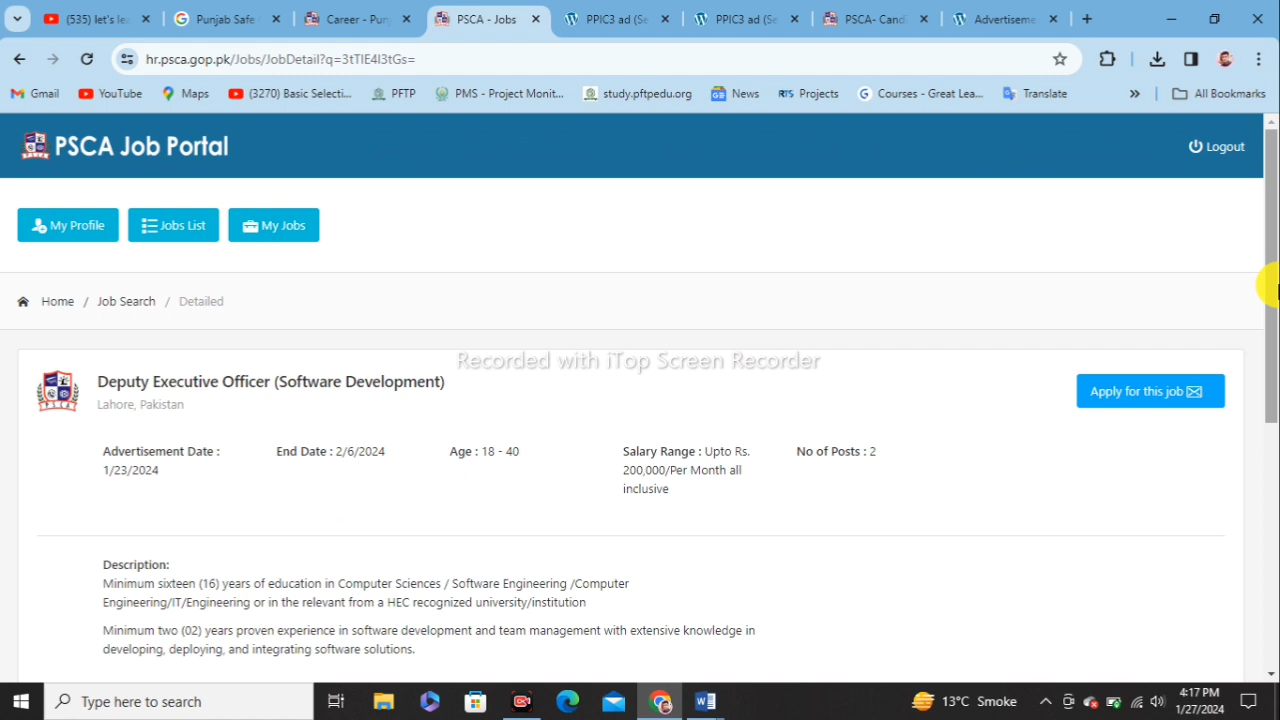 (535) let's lea
Punjab Safe
Career - Pun
PSCA - Jobs
PPIC3 ad (Se
PPIC3 ad (Se
PSCA- Cand
Advertiseme
hr.psca.gop.pk/Jobs/JobDetail?q=3tTlE4I3tGs=
Gmail
YouTube
Maps
(3270) Basic Selecti...
PFTP
PMS - Project Monit...
study.pftpedu.org
News
RTS Projects
Courses - Great Lea...
Translate
All Bookmarks
PSCA Job Portal
Logout
My Profile
Jobs List
My Jobs
Home / Job Search / Detailed
Recorded with iTop Screen Recorder
PSCA
Deputy Executive Officer (Software Development)
Lahore, Pakistan
Apply for this job
Advertisement Date :
1/23/2024
End Date : 2/6/2024
Age : 18 - 40
Salary Range : Upto Rs.
200,000/Per Month all
inclusive
No of Posts : 2
Description:
Minimum sixteen (16) years of education in Computer Sciences / Software Engineering /Computer
Engineering/IT/Engineering or in the relevant from a HEC recognized university/institution
Minimum two (02) years proven experience in software development and team management with extensive knowledge in
developing, deploying, and integrating software solutions.
Type here to search
13°C Smoke
4:17 PM
1/27/2024